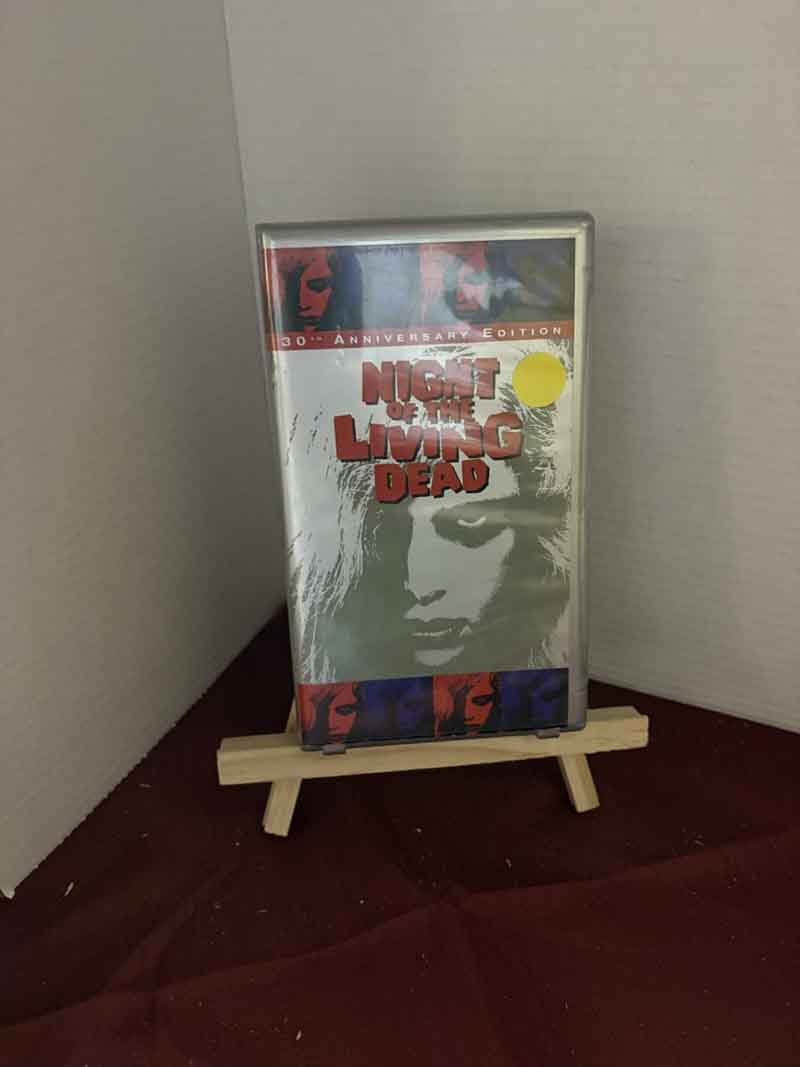 30TH ANNIVERSARY EDITION
NIGHT
OF THE
LIVING
DEAD